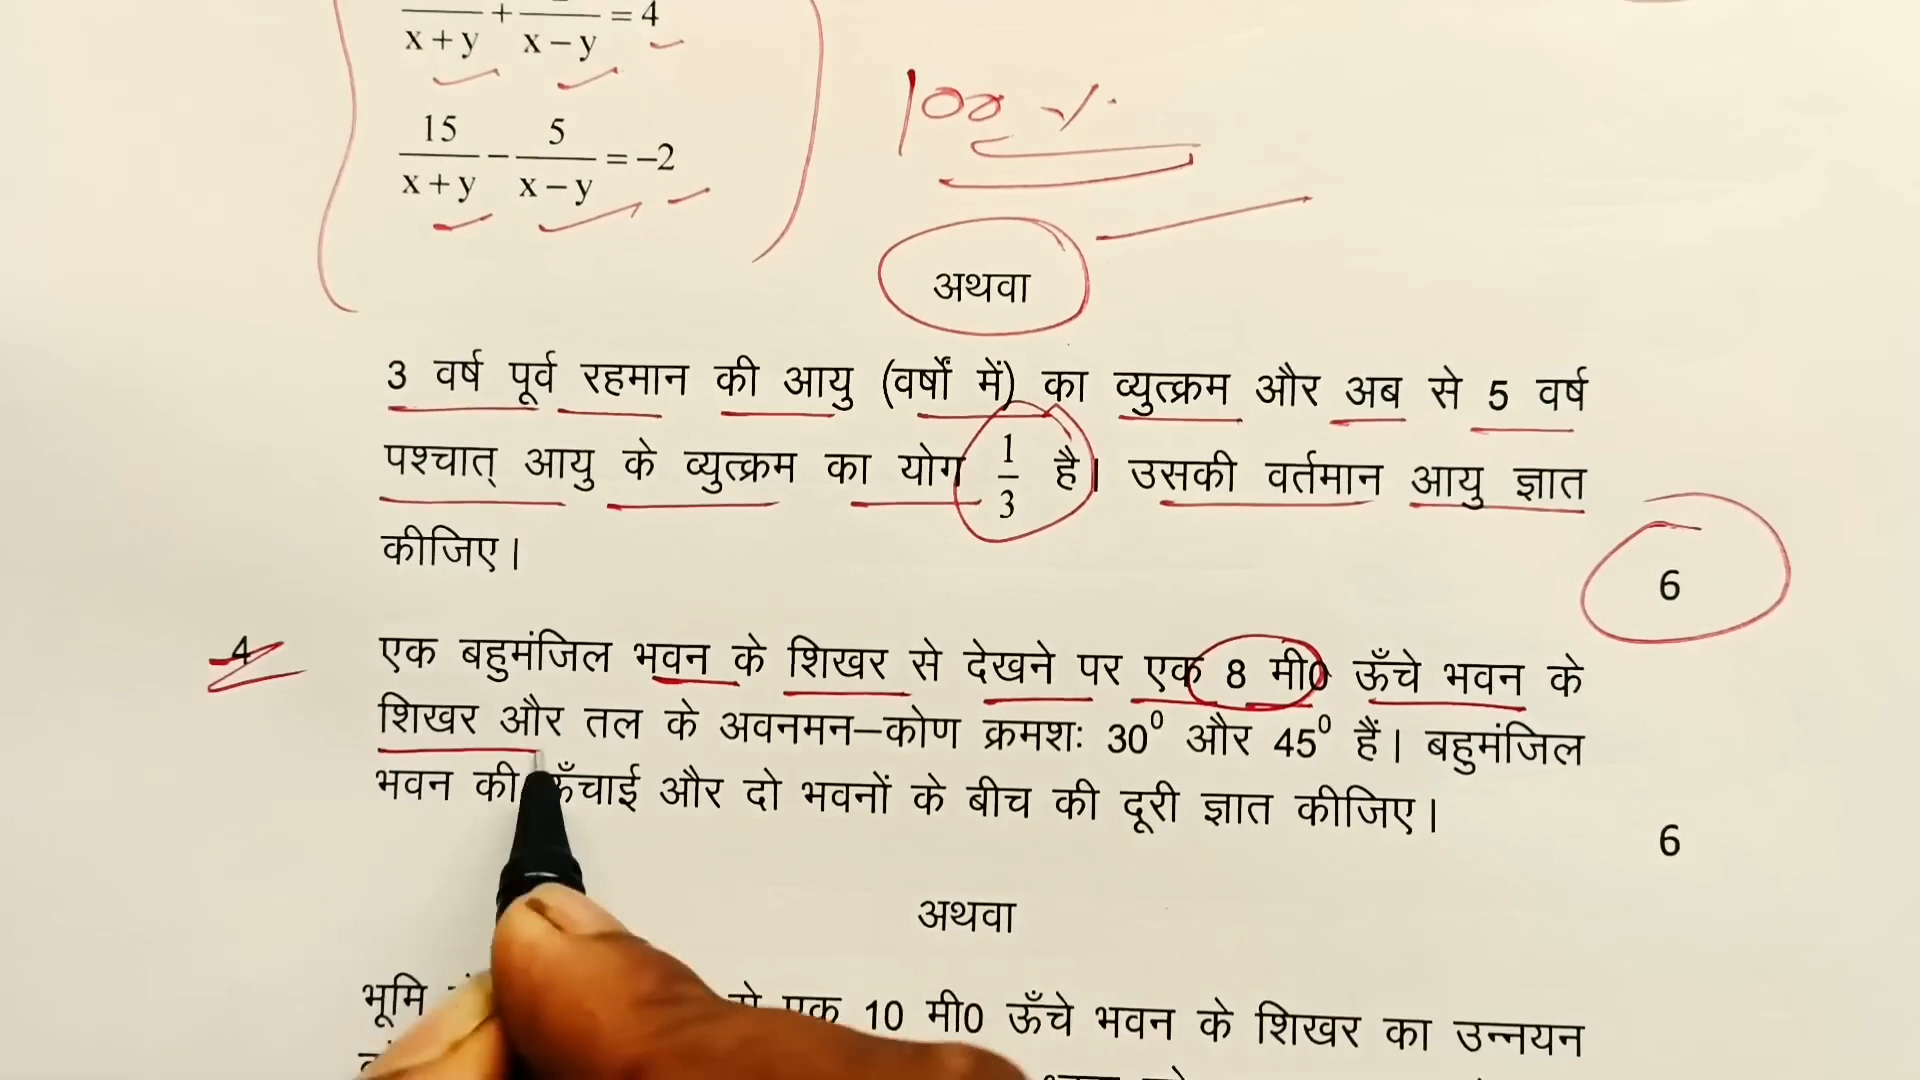 x+y + x−y = 4
15/x+y − 5/x−y = −2
100 %
अथवा
3 वर्ष पूर्व रहमान की आयु (वर्षों में) का व्युत्क्रम और अब से 5 वर्ष
पश्चात् आयु के व्युत्क्रम का योग 1/3 है। उसकी वर्तमान आयु ज्ञात
कीजिए।
6
4 एक बहुमंजिल भवन के शिखर से देखने पर एक 8 मी0 ऊँचे भवन के
शिखर और तल के अवनमन–कोण क्रमशः 30⁰ और 45⁰ हैं। बहुमंजिल
भवन की ऊँचाई और दो भवनों के बीच की दूरी ज्ञात कीजिए।
6
अथवा
भूमि से एक 10 मी0 ऊँचे भवन के शिखर का उन्नयन